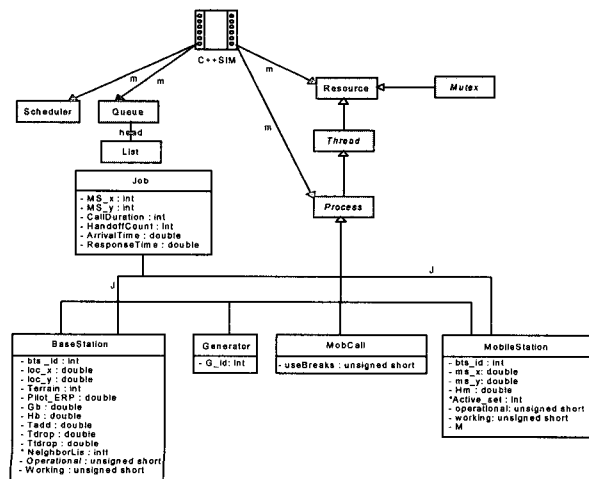 C++SIM
m
m
m
m
Scheduler
Queue
Resource
Mutex
head
List
Thread
Process
Job
- MS_x : int
- MS_y : int
- CallDuration : int
- HandoffCount : int
- ArrivalTime : double
- ResponseTime : double
J
J
BaseStation
- bts_id : int
- loc_x : double
- loc_y : double
- Terrain : int
- Pilot_ERP : double
- Gb : double
- Hb : double
- Tadd : double
- Tdrop : double
- Ttdrop : double
* NeighborLis : intt
- Operational : unsigned short
- Working : unsigned short
Generator
- G_id: int
MobCall
- useBreaks : unsigned short
MobileStation
- bts_id : int
- ms_x: double
- ms_y: double
- Hm : double
*Active_set : int
- operational: unsigned short
- working: unsigned short
- M